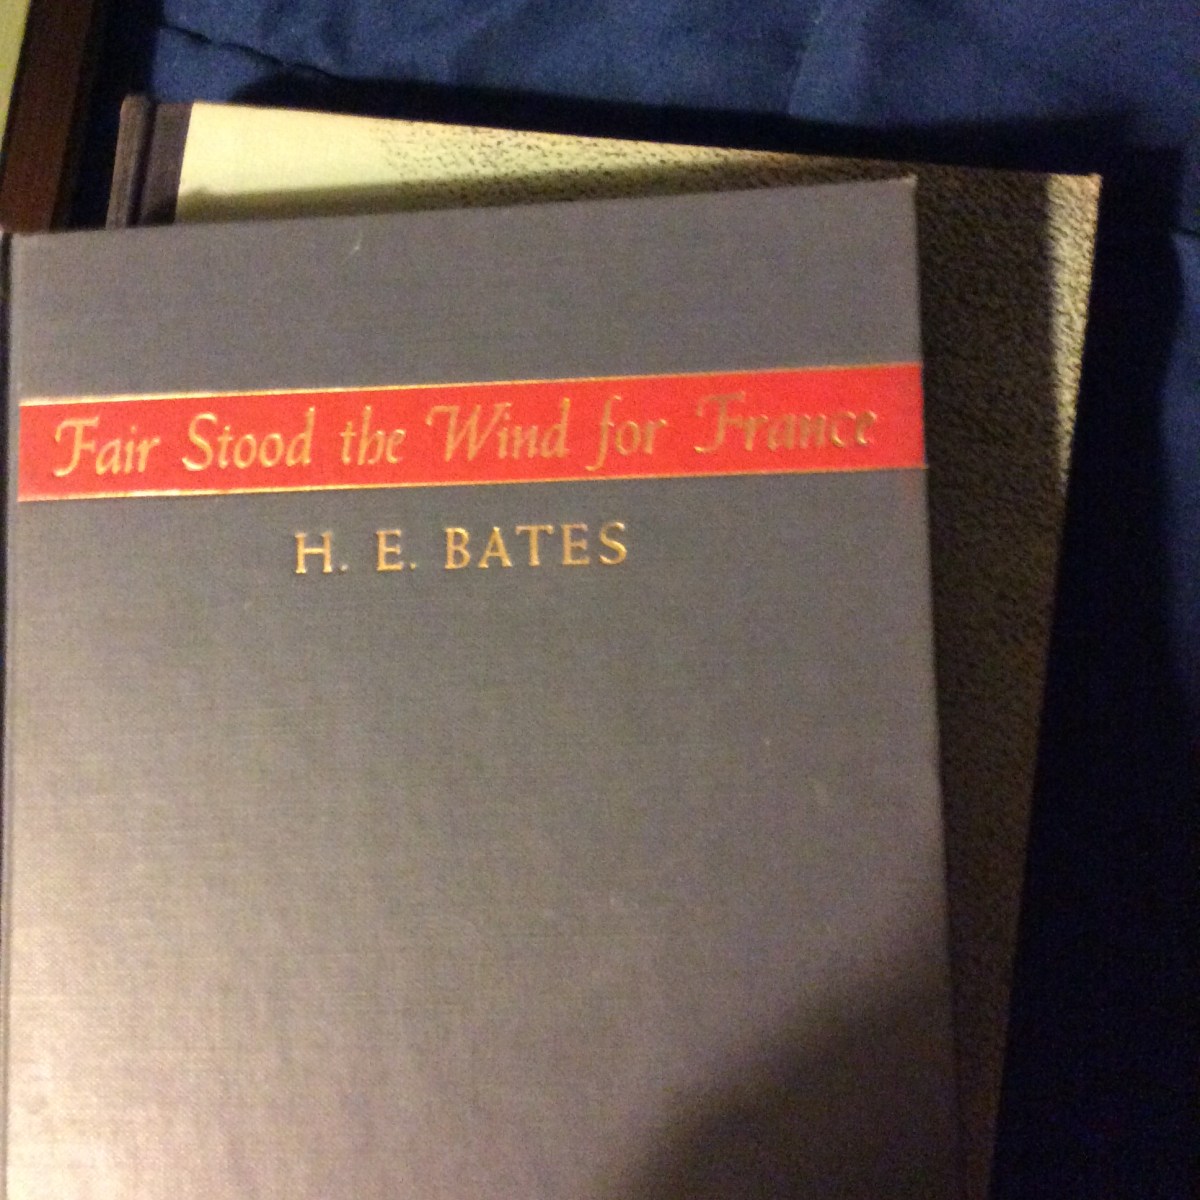 Fair Stood the Wind for France
H. E. BATES